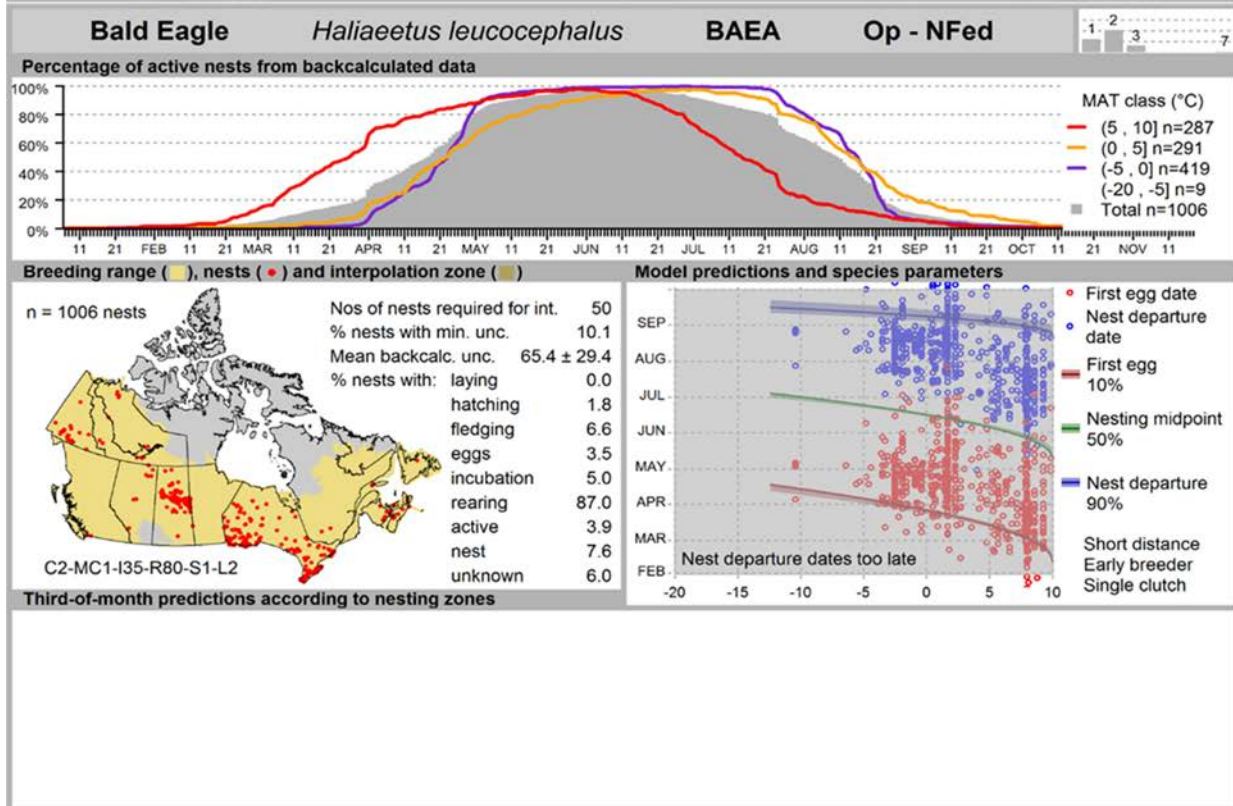 Bald Eagle Haliaeetus leucocephalus BAEA Op - NFed
1 2 3 7
Percentage of active nests from backcalculated data
100%
80%
60%
40%
20%
0%
11 21 FEB 11 21 MAR 11 21 APR 11 21 MAY 11 21 JUN 11 21 JUL 11 21 AUG 11 21 SEP 11 21 OCT 11 21 NOV 11
MAT class (°C)
(5 , 10] n=287
(0 , 5] n=291
(-5 , 0] n=419
(-20 , -5] n=9
Total n=1006
Breeding range ( ), nests ( ) and interpolation zone ( )
n = 1006 nests
Nos of nests required for int. 50
% nests with min. unc. 10.1
Mean backcalc. unc. 65.4 ± 29.4
% nests with: laying 0.0
hatching 1.8
fledging 6.6
eggs 3.5
incubation 5.0
rearing 87.0
active 3.9
nest 7.6
unknown 6.0
C2-MC1-I35-R80-S1-L2
Model predictions and species parameters
SEP
AUG
JUL
JUN
MAY
APR
MAR
FEB
-20 -15 -10 -5 0 5 10
Nest departure dates too late
First egg date
Nest departure
date
First egg
10%
Nesting midpoint
50%
Nest departure
90%
Short distance
Early breeder
Single clutch
Third-of-month predictions according to nesting zones